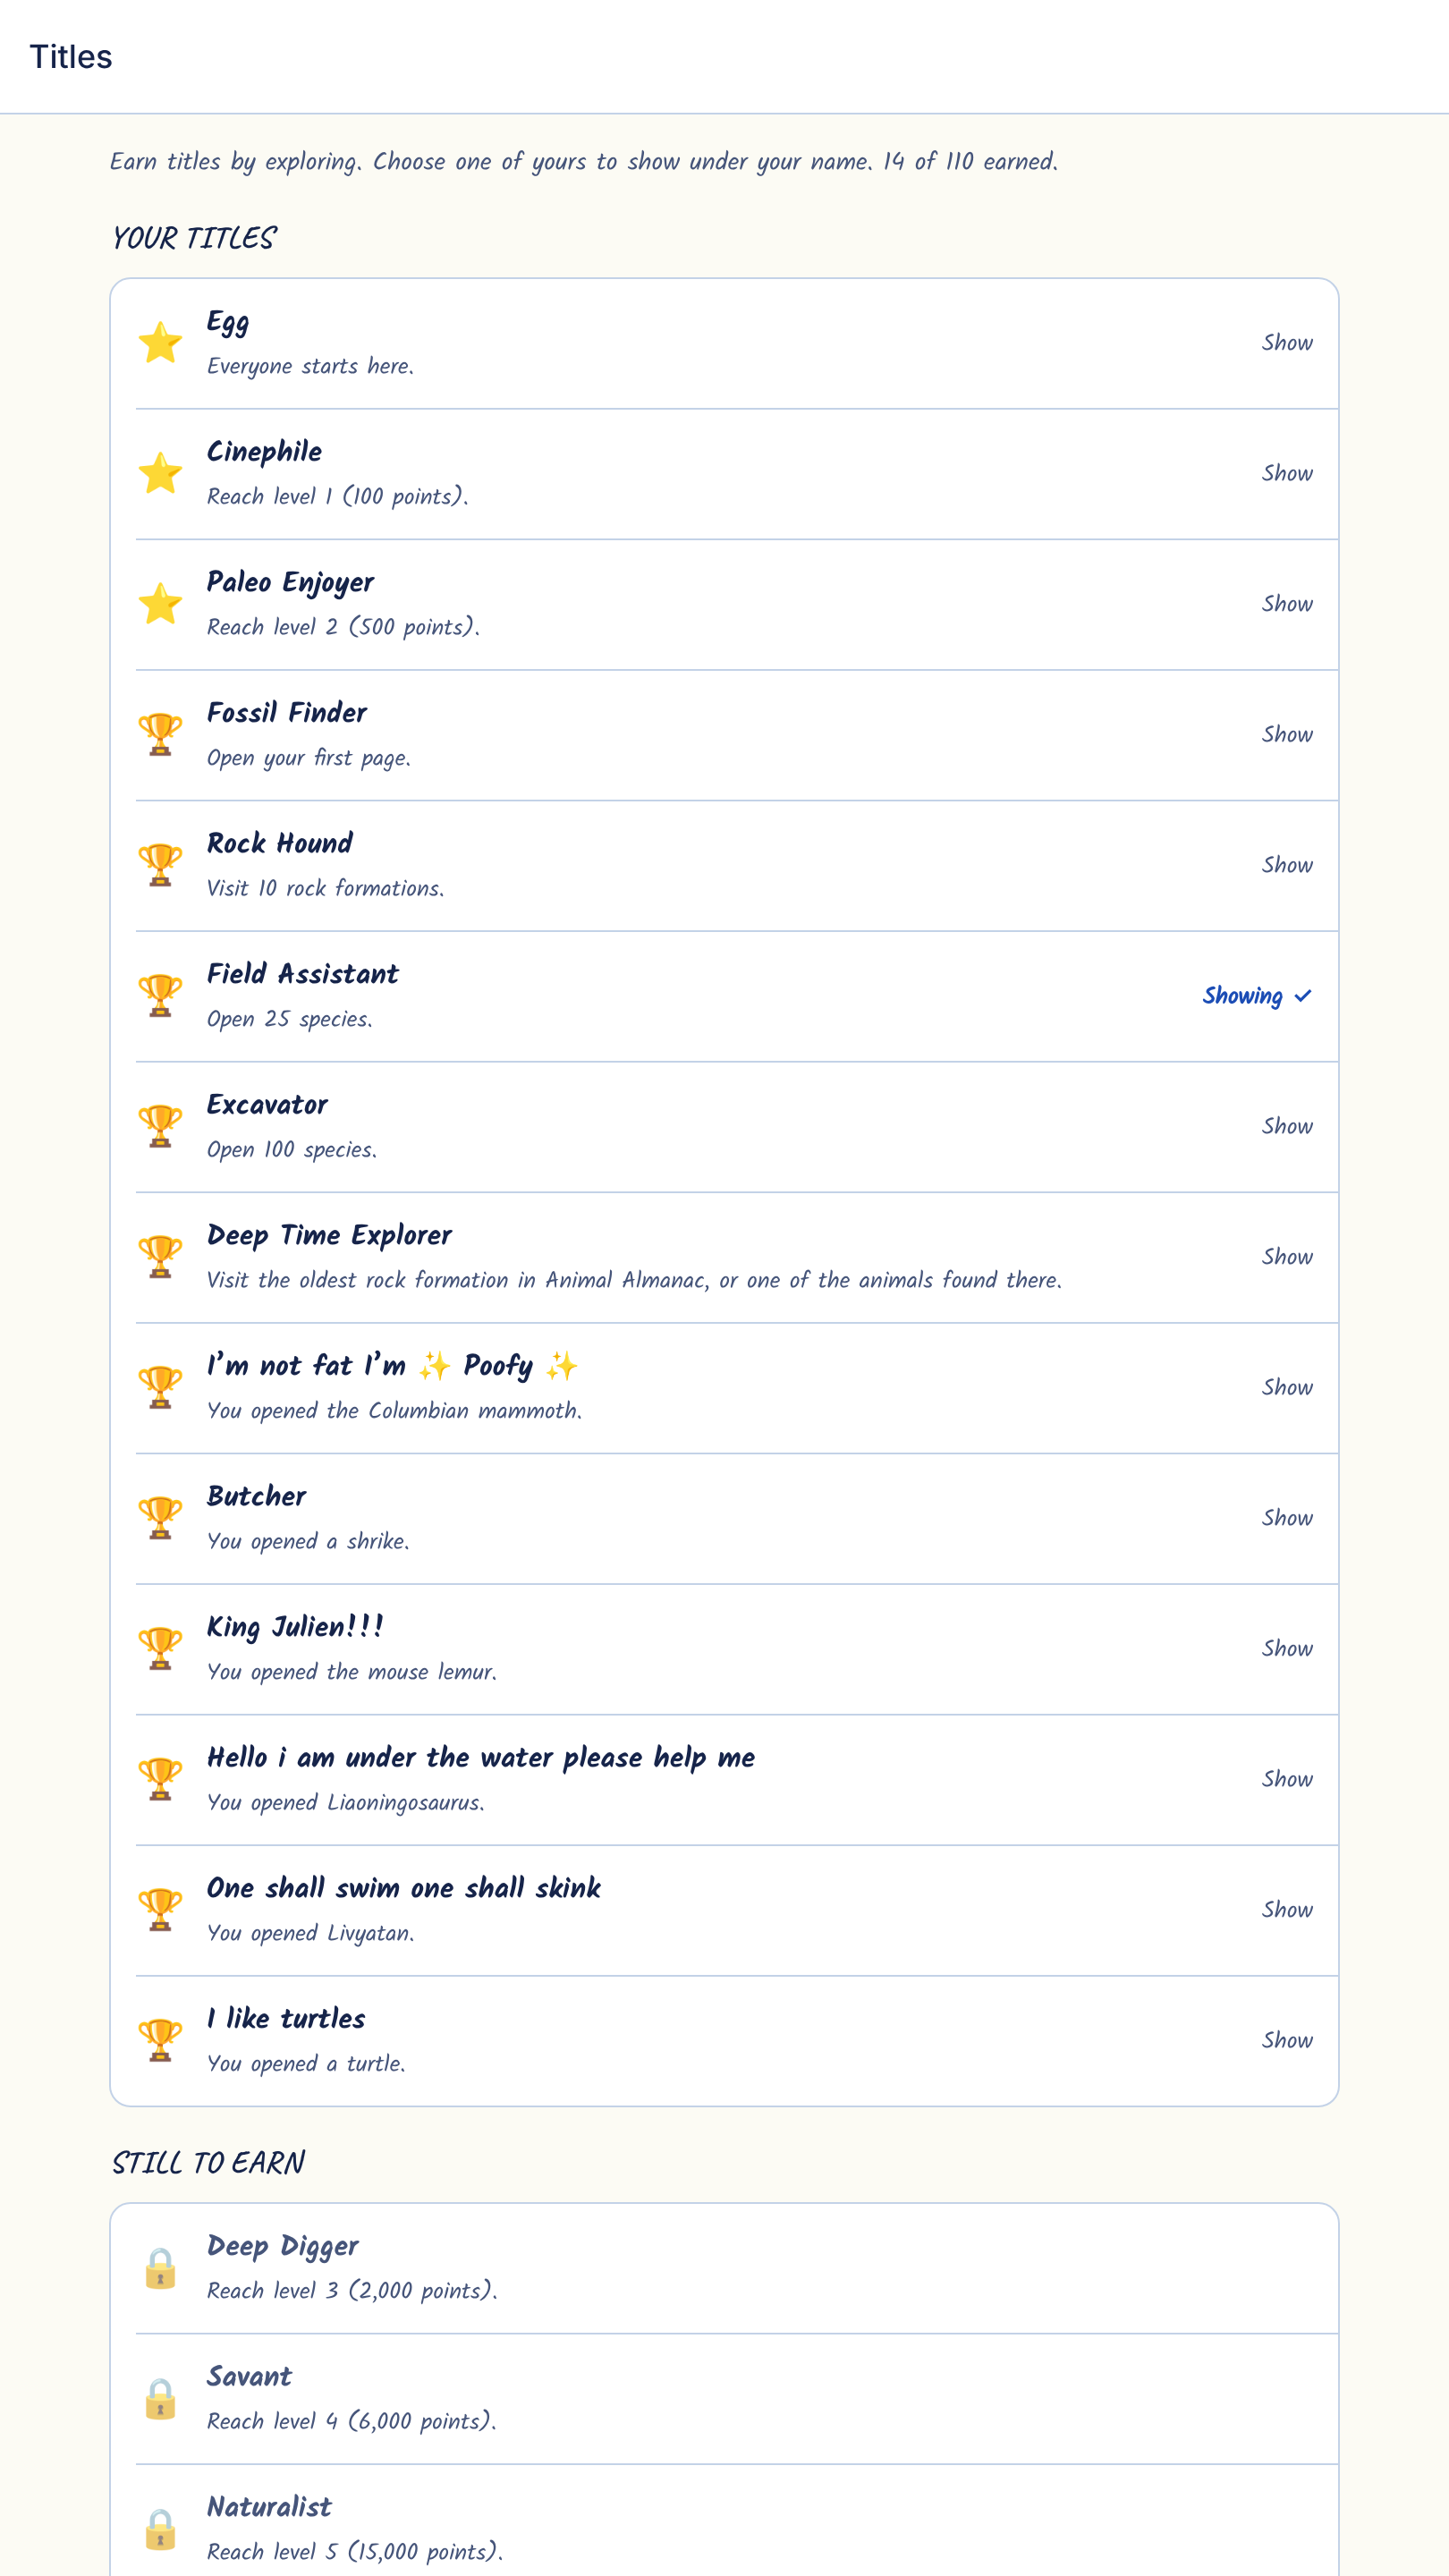 Titles
Earn titles by exploring. Choose one of yours to show under your name. 14 of 110 earned.
YOUR TITLES
Egg
Everyone starts here.
Show
Cinephile
Reach level 1 (100 points).
Show
Paleo Enjoyer
Reach level 2 (500 points).
Show
Fossil Finder
Open your first page.
Show
Rock Hound
Visit 10 rock formations.
Show
Field Assistant
Open 25 species.
Showing ✓
Excavator
Open 100 species.
Show
Deep Time Explorer
Visit the oldest rock formation in Animal Almanac, or one of the animals found there.
Show
I’m not fat I’m ✨ Poofy ✨
You opened the Columbian mammoth.
Show
Butcher
You opened a shrike.
Show
King Julien!!!
You opened the mouse lemur.
Show
Hello i am under the water please help me
You opened Liaoningosaurus.
Show
One shall swim one shall skink
You opened Livyatan.
Show
I like turtles
You opened a turtle.
Show
STILL TO EARN
Deep Digger
Reach level 3 (2,000 points).
Savant
Reach level 4 (6,000 points).
Naturalist
Reach level 5 (15,000 points).